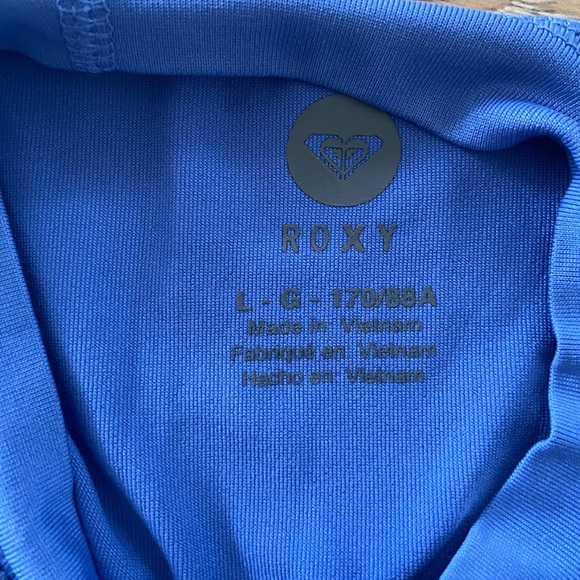 ROXY
L - G - 170/88A
Made in Vietnam
Fabriqué en Vietnam
Hecho en Vietnam